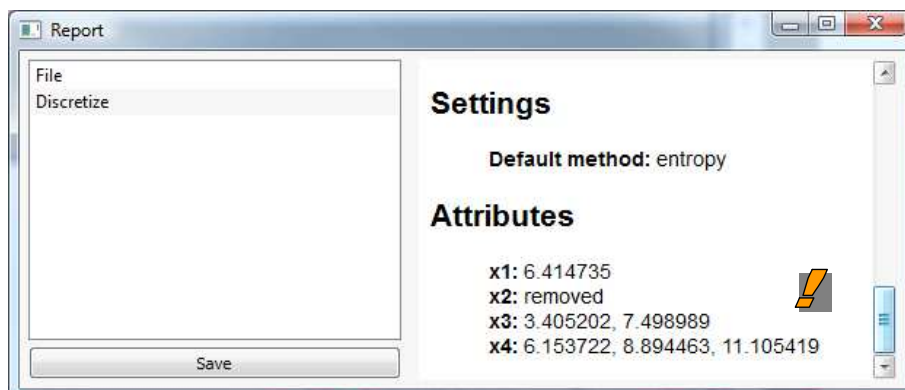 Report
File
Discretize
Save
Settings
Default method: entropy
Attributes
x1: 6.414735
x2: removed
x3: 3.405202, 7.498989
x4: 6.153722, 8.894463, 11.105419